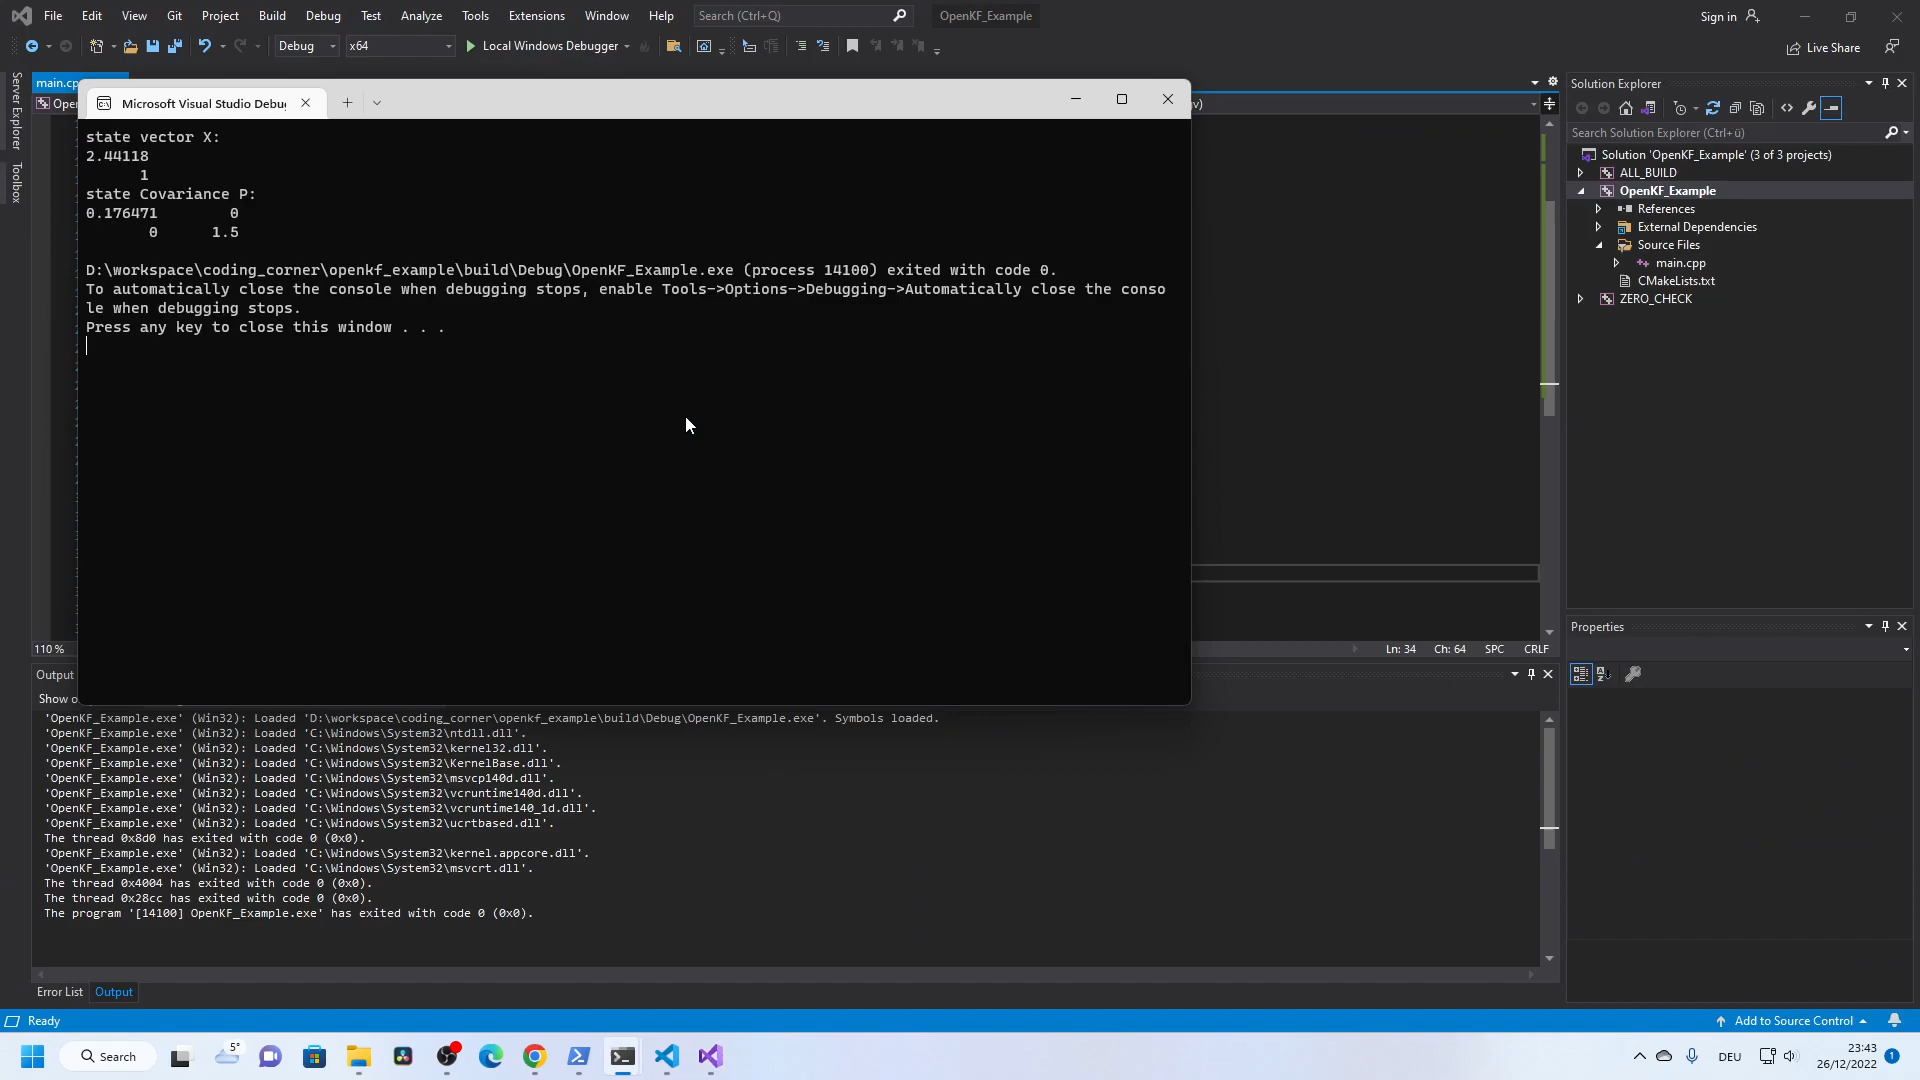 File Edit View Git Project Build Debug Test Analyze Tools Extensions Window Help Search (Ctrl+Q) OpenKF_Example Sign in
Debug x64 Local Windows Debugger Live Share
Server Explorer
Toolbox
main.cp
Ope
Microsoft Visual Studio Debu
state vector X:
2.44118
1
state Covariance P:
0.176471 0
0 1.5
D:\workspace\coding_corner\openkf_example\build\Debug\OpenKF_Example.exe (process 14100) exited with code 0.
To automatically close the console when debugging stops, enable Tools->Options->Debugging->Automatically close the conso
le when debugging stops.
Press any key to close this window . . .
110 % Ln: 34 Ch: 64 SPC CRLF
Output
Show o
'OpenKF_Example.exe' (Win32): Loaded 'D:\workspace\coding_corner\openkf_example\build\Debug\OpenKF_Example.exe'. Symbols loaded.
'OpenKF_Example.exe' (Win32): Loaded 'C:\Windows\System32\ntdll.dll'.
'OpenKF_Example.exe' (Win32): Loaded 'C:\Windows\System32\kernel32.dll'.
'OpenKF_Example.exe' (Win32): Loaded 'C:\Windows\System32\KernelBase.dll'.
'OpenKF_Example.exe' (Win32): Loaded 'C:\Windows\System32\msvcp140d.dll'.
'OpenKF_Example.exe' (Win32): Loaded 'C:\Windows\System32\vcruntime140d.dll'.
'OpenKF_Example.exe' (Win32): Loaded 'C:\Windows\System32\vcruntime140_1d.dll'.
'OpenKF_Example.exe' (Win32): Loaded 'C:\Windows\System32\ucrtbased.dll'.
The thread 0x8d0 has exited with code 0 (0x0).
'OpenKF_Example.exe' (Win32): Loaded 'C:\Windows\System32\kernel.appcore.dll'.
'OpenKF_Example.exe' (Win32): Loaded 'C:\Windows\System32\msvcrt.dll'.
The thread 0x4004 has exited with code 0 (0x0).
The thread 0x28cc has exited with code 0 (0x0).
The program '[14100] OpenKF_Example.exe' has exited with code 0 (0x0).
Error List Output
Solution Explorer
Search Solution Explorer (Ctrl+ü)
Solution 'OpenKF_Example' (3 of 3 projects)
ALL_BUILD
OpenKF_Example
References
External Dependencies
Source Files
main.cpp
CMakeLists.txt
ZERO_CHECK
Properties
Ready Add to Source Control
Search 5° DEU 23:43
26/12/2022 1